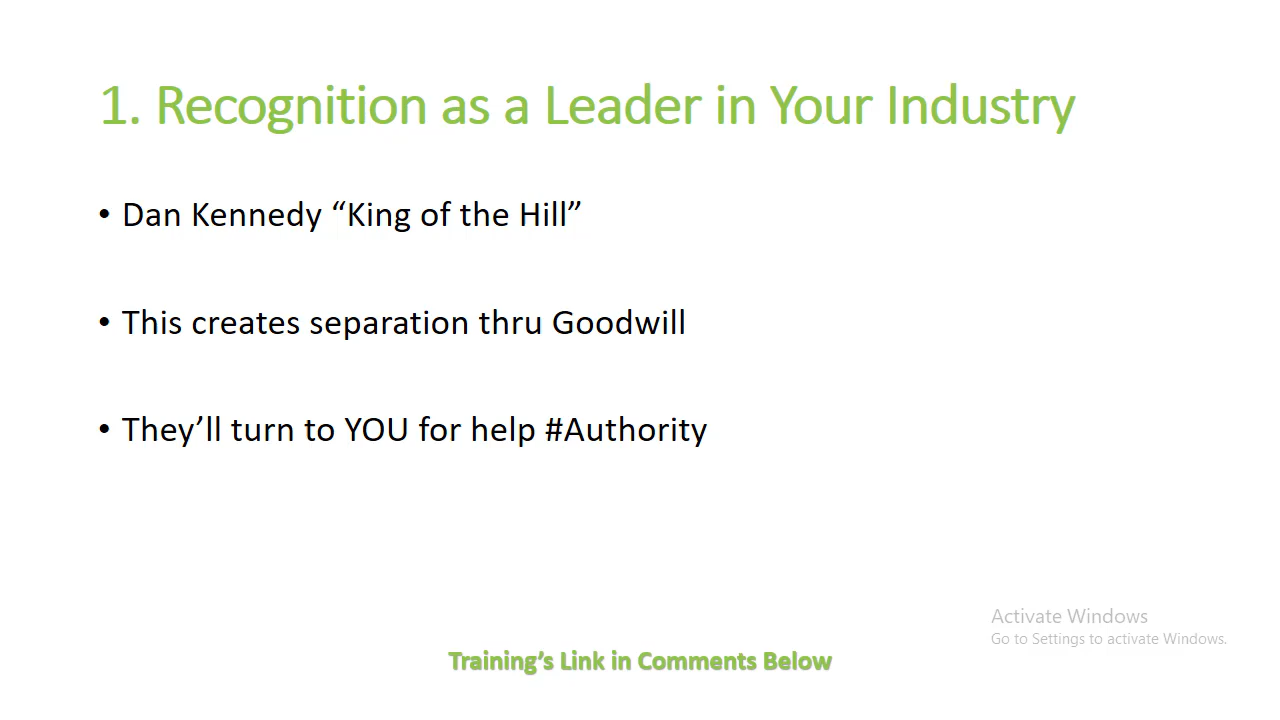 1. Recognition as a Leader in Your Industry
• Dan Kennedy “King of the Hill”
• This creates separation thru Goodwill
• They’ll turn to YOU for help #Authority
Activate Windows
Go to Settings to activate Windows.
Training’s Link in Comments Below